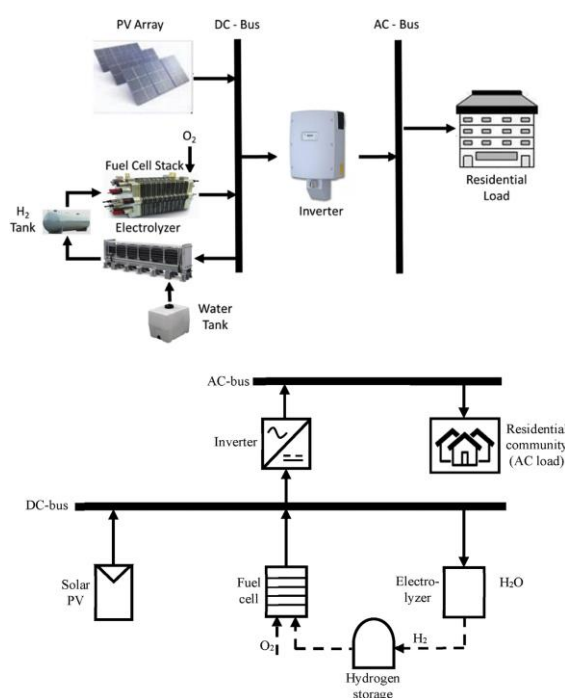 PV Array
DC - Bus
AC - Bus
O2
Fuel Cell Stack
H2
Tank
Electrolyzer
Inverter
Residential
Load
Water
Tank
AC-bus
Inverter
Residential
community
(AC load)
DC-bus
Solar
PV
Fuel
cell
Electro-
lyzer
H2O
O2
H2
Hydrogen
storage